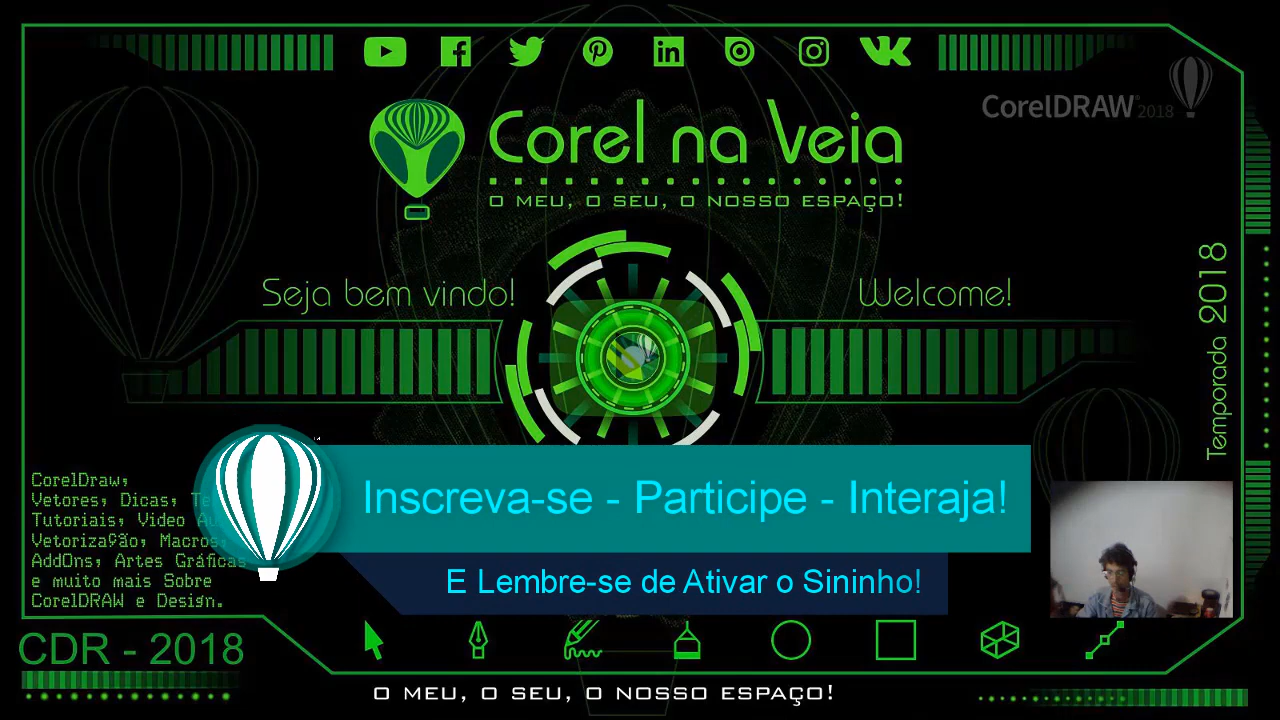 CorelDRAW® 2018
Corel na Veia
O MEU, O SEU, O NOSSO ESPAÇO!
Seja bem vindo!
Welcome!
Temporada 2018
CorelDraw,
Vetores, Dicas,
Tutoriais, Video
Vetorização, Macros,
AddOns, Artes Gráficas
e muito mais Sobre
CorelDRAW e Design.
Inscreva-se - Participe - Interaja!
E Lembre-se de Ativar o Sininho!
CDR - 2018
O MEU, O SEU, O NOSSO ESPAÇO!